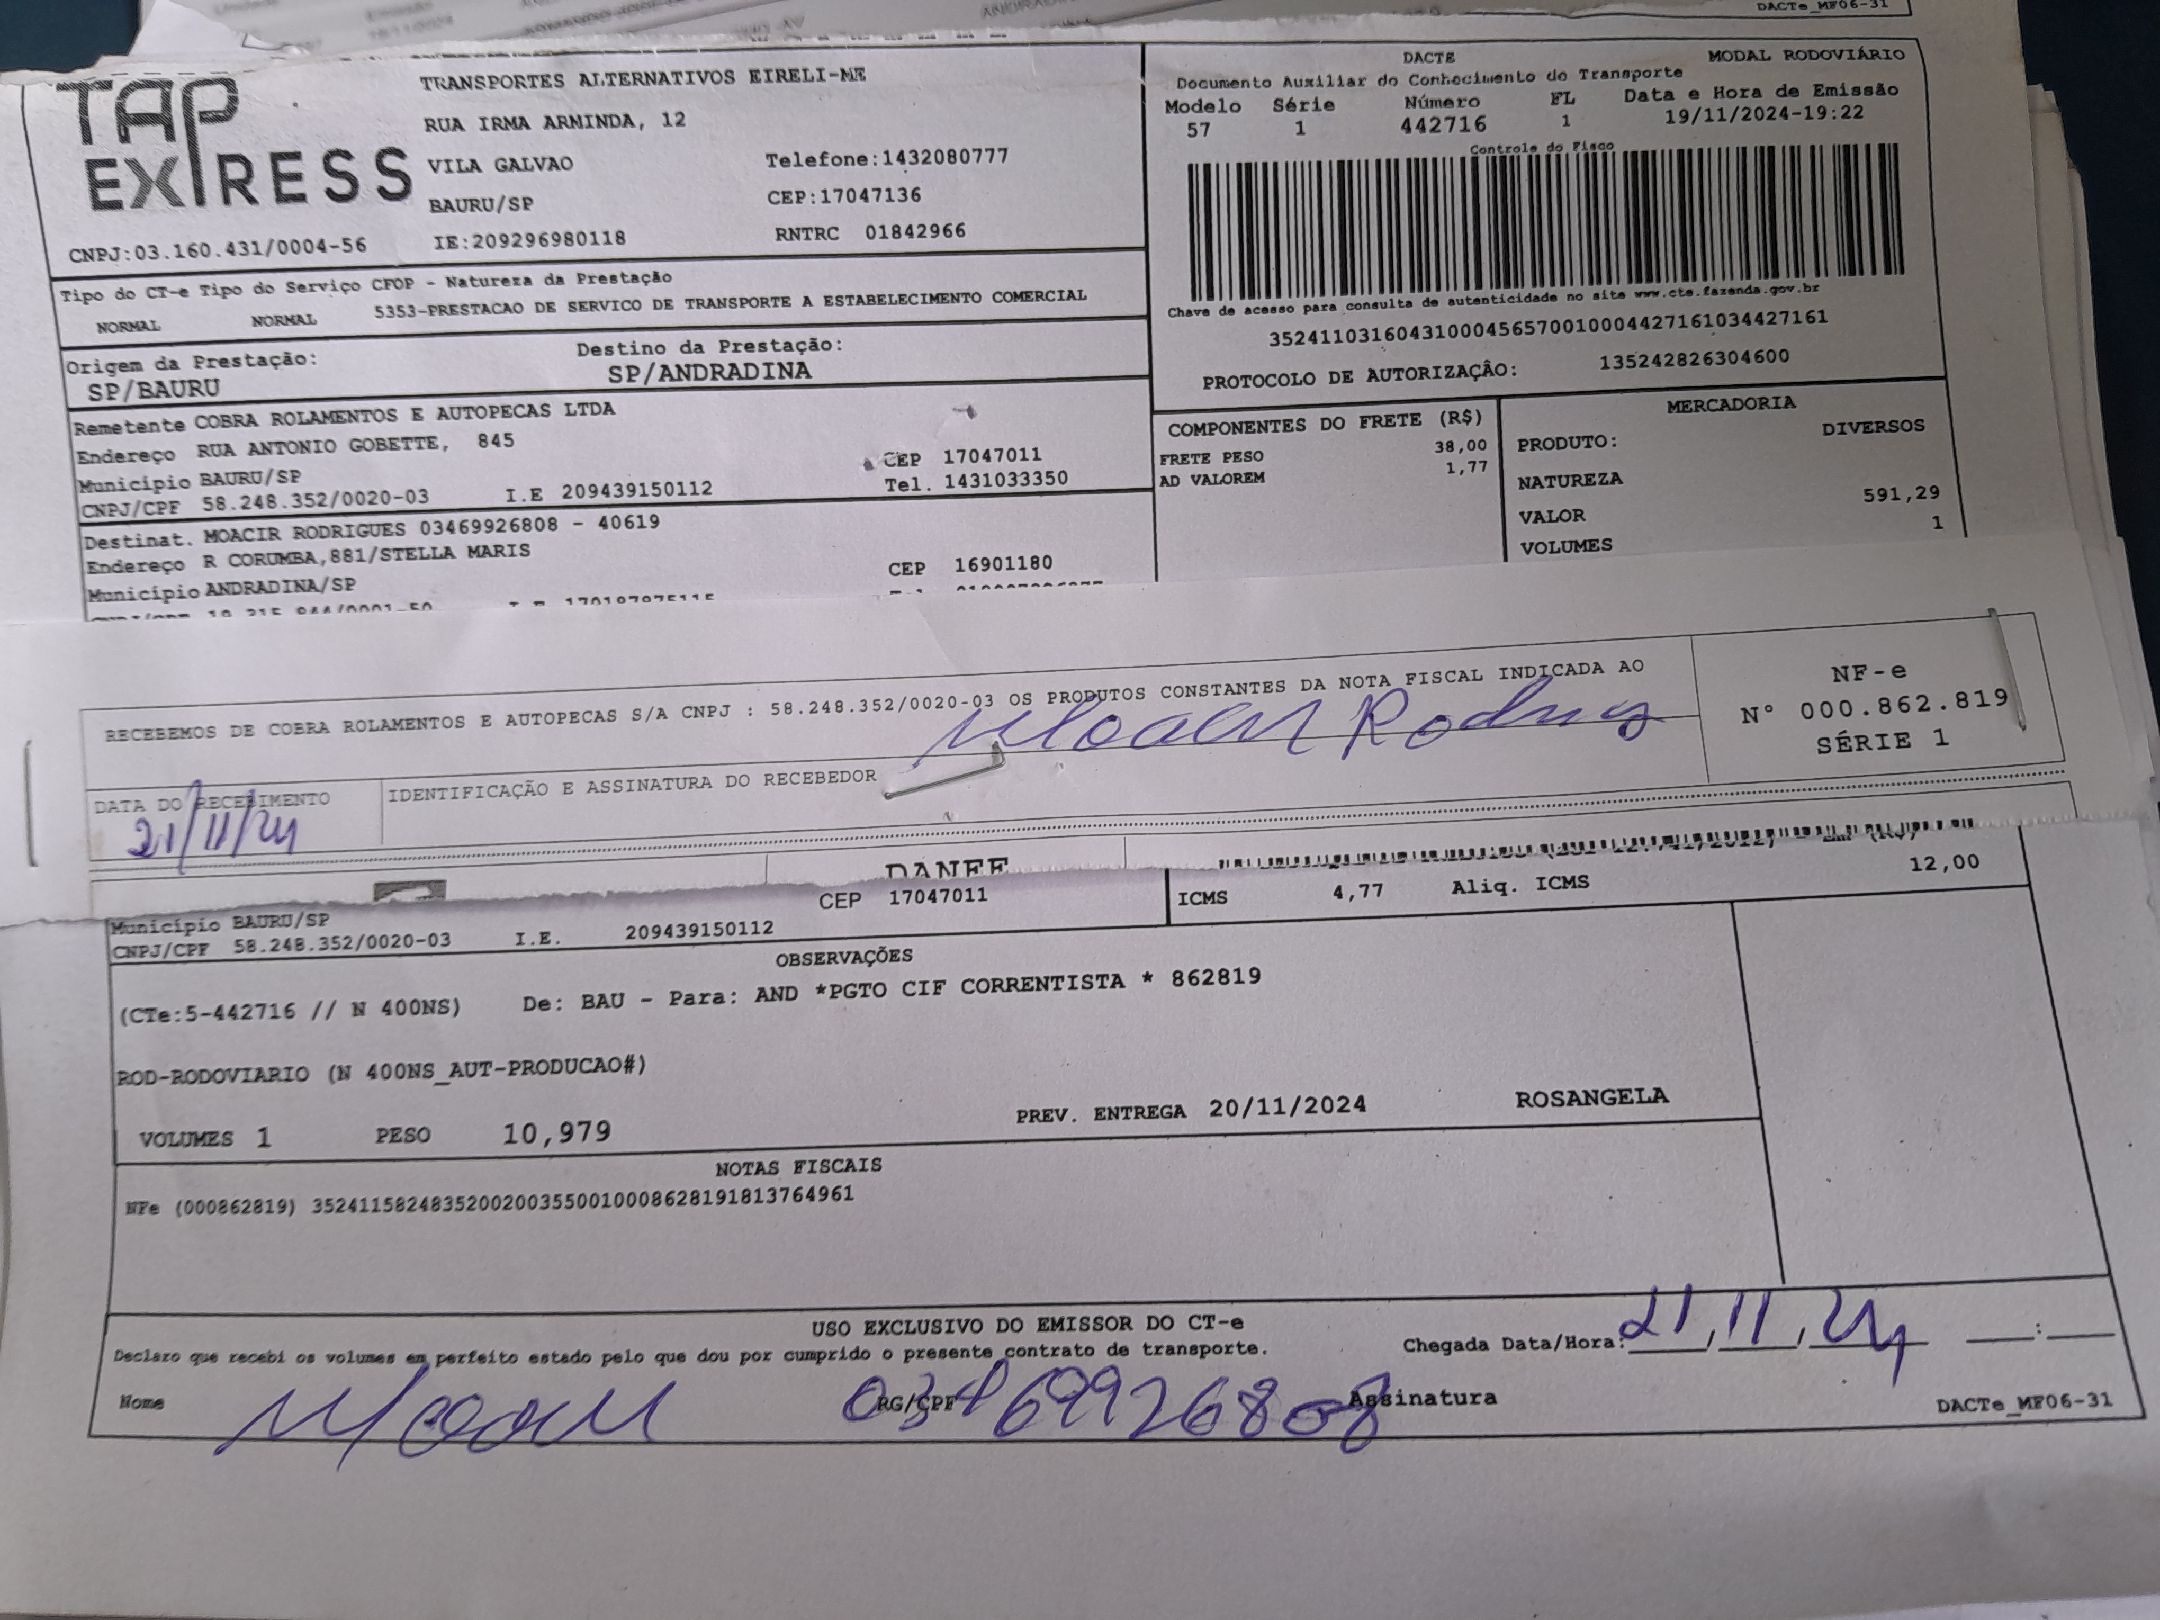 DACTe_MF06-31
TAP EXPRESS
TRANSPORTES ALTERNATIVOS EIRELI-ME
RUA IRMA ARMINDA, 12
VILA GALVAO Telefone:1432080777
BAURU/SP CEP:17047136
CNPJ:03.160.431/0004-56 IE:209296980118 RNTRC 01842966
DACTE MODAL RODOVIÁRIO
Documento Auxiliar do Conhecimento do Transporte
Modelo Série Número FL Data e Hora de Emissão
57 1 442716 1 19/11/2024-19:22
Controle do Fisco
Chave de acesso para consulta de autenticidade no site www.cte.fazenda.gov.br
35241103160431000456570010004427161034427161
PROTOCOLO DE AUTORIZAÇÂO: 135242826304600
Tipo do CT-e Tipo do Serviço CFOP - Natureza da Prestação
NORMAL NORMAL 5353-PRESTACAO DE SERVICO DE TRANSPORTE A ESTABELECIMENTO COMERCIAL
Origem da Prestação: Destino da Prestação:
SP/BAURU SP/ANDRADINA
Remetente COBRA ROLAMENTOS E AUTOPECAS LTDA
Endereço RUA ANTONIO GOBETTE, 845
Município BAURU/SP CEP 17047011
CNPJ/CPF 58.248.352/0020-03 I.E 209439150112 Tel. 1431033350
Destinat. MOACIR RODRIGUES 03469926808 - 40619
Endereço R CORUMBA,881/STELLA MARIS
Município ANDRADINA/SP CEP 16901180
COMPONENTES DO FRETE (R$)
FRETE PESO 38,00
AD VALOREM 1,77
MERCADORIA
PRODUTO: DIVERSOS
NATUREZA
VALOR 591,29
VOLUMES 1
RECEBEMOS DE COBRA ROLAMENTOS E AUTOPECAS S/A CNPJ : 58.248.352/0020-03 OS PRODUTOS CONSTANTES DA NOTA FISCAL INDICADA AO
Moacir Rodrigues
NF-e
N° 000.862.819
SÉRIE 1
DATA DO RECEBIMENTO IDENTIFICAÇÃO E ASSINATURA DO RECEBEDOR
21/11/24
DANFE
CEP 17047011 ICMS 4,77 Aliq. ICMS 12,00
Município BAURU/SP
CNPJ/CPF 58.248.352/0020-03 I.E. 209439150112
OBSERVAÇÕES
(CTe:5-442716 // N 400NS) De: BAU - Para: AND *PGTO CIF CORRENTISTA * 862819
ROD-RODOVIARIO (N 400NS_AUT-PRODUCAO#)
VOLUMES 1 PESO 10,979 PREV. ENTREGA 20/11/2024 ROSANGELA
NOTAS FISCAIS
NFe (000862819) 35241158248352002003550010008628191813764961
USO EXCLUSIVO DO EMISSOR DO CT-e
Declaro que recebi os volumes em perfeito estado pelo que dou por cumprido o presente contrato de transporte. Chegada Data/Hora: 21,11,24 :
Nome Moacir RG/CPF 03469926808 Assinatura
DACTe_MF06-31